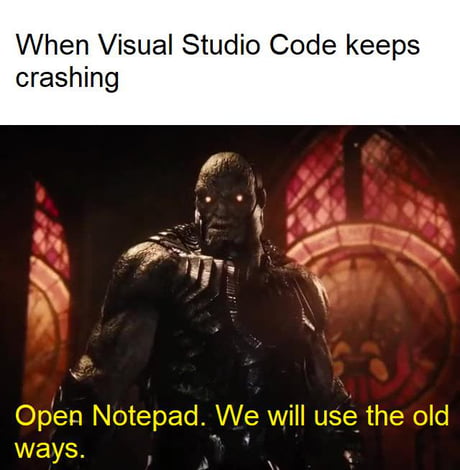 When Visual Studio Code keeps
crashing
Open Notepad. We will use the old
ways.